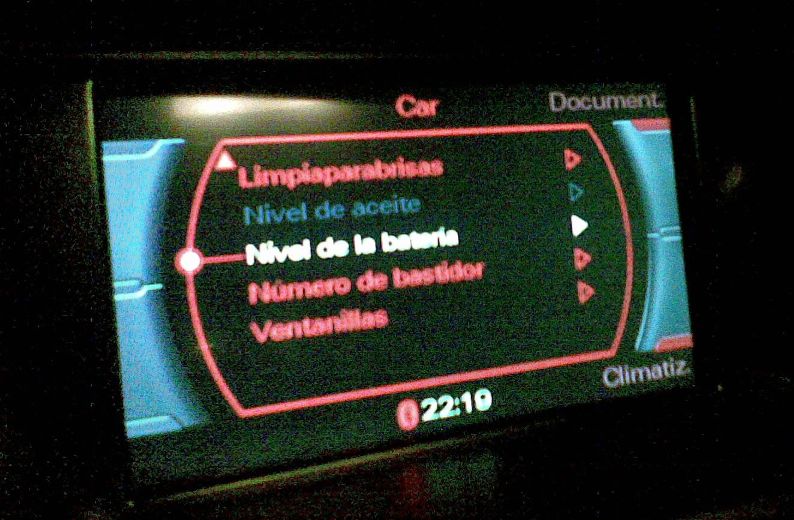 Car
Document.
Limpiaparabrisas
Nivel de aceite
Nivel de la batería
Número de bastidor
Ventanillas
Climatiz.
22:19